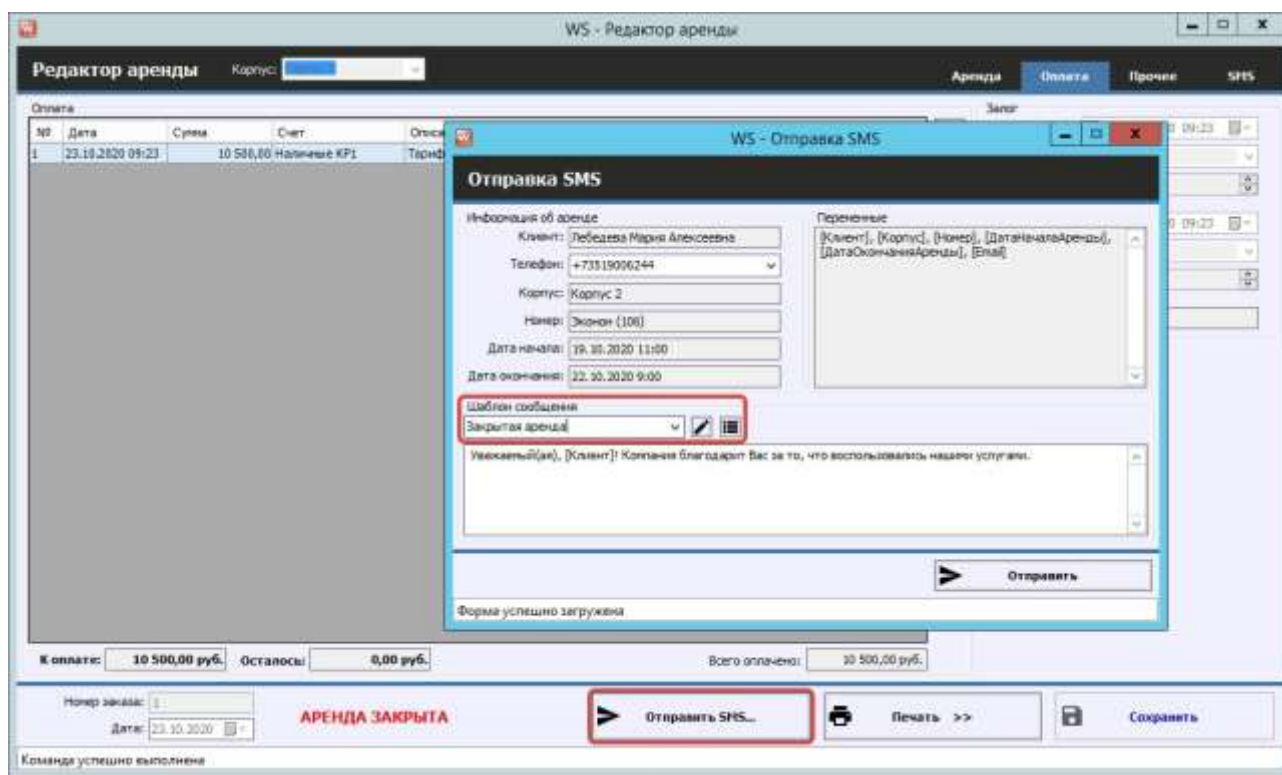 WS - Редактор аренды
Редактор аренды Корпус:
Аренда Оплата Прочее SMS
Оплата
Залог
№ Дата Сумма Счет
1 23.10.2020 09:23 10 500,00 Наличные КР1 Тариф
09:23
09:23
WS - Отправка SMS
Отправка SMS
Информация об аренде
Клиент: Лебедева Мария Алексеевна
Телефон: +73519006244
Корпус: Корпус 2
Номер: Эконом (106)
Дата начала: 19.10.2020 11:00
Дата окончания: 22.10.2020 9:00
Переменные
[Клиент], [Корпус], [Номер], [ДатаНачалаАренды],
[ДатаОкончанияАренды], [Email]
Шаблон сообщения
Закрытая аренда
Уважаемый(ая), [Клиент]! Компания благодарит Вас за то, что воспользовались нашими услугами.
Отправить
Форма успешно загружена
К оплате: 10 500,00 руб. Осталось: 0,00 руб. Всего оплачено: 10 500,00 руб.
Номер заказа: 1
Дата: 23.10.2020
АРЕНДА ЗАКРЫТА
Отправить SMS... Печать >> Сохранить
Команда успешно выполнена